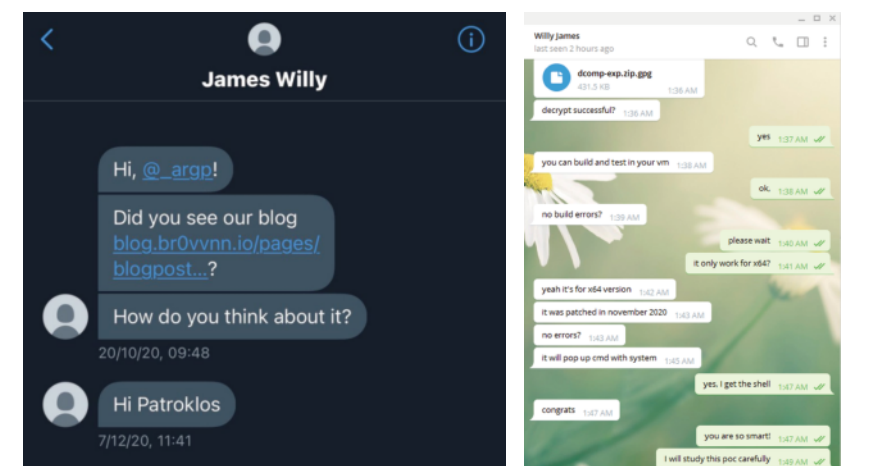 James Willy
Hi, @_argp!
Did you see our blog
blog.br0vvnn.io/pages/
blogpost...?
How do you think about it?
20/10/20, 09:48
Hi Patroklos
7/12/20, 11:41
Willy James
last seen 2 hours ago
dcomp-exp.zip.gpg
431.5 KB
1:36 AM
decrypt successful? 1:36 AM
yes 1:37 AM
you can build and test in your vm 1:38 AM
ok. 1:38 AM
no build errors? 1:39 AM
please wait 1:40 AM
it only work for x64? 1:41 AM
yeah it's for x64 version 1:42 AM
it was patched in november 2020 1:43 AM
no errors? 1:43 AM
it will pop up cmd with system 1:45 AM
yes, I get the shell 1:47 AM
congrats 1:47 AM
you are so smart! 1:47 AM
I will study this poc carefully 1:49 AM